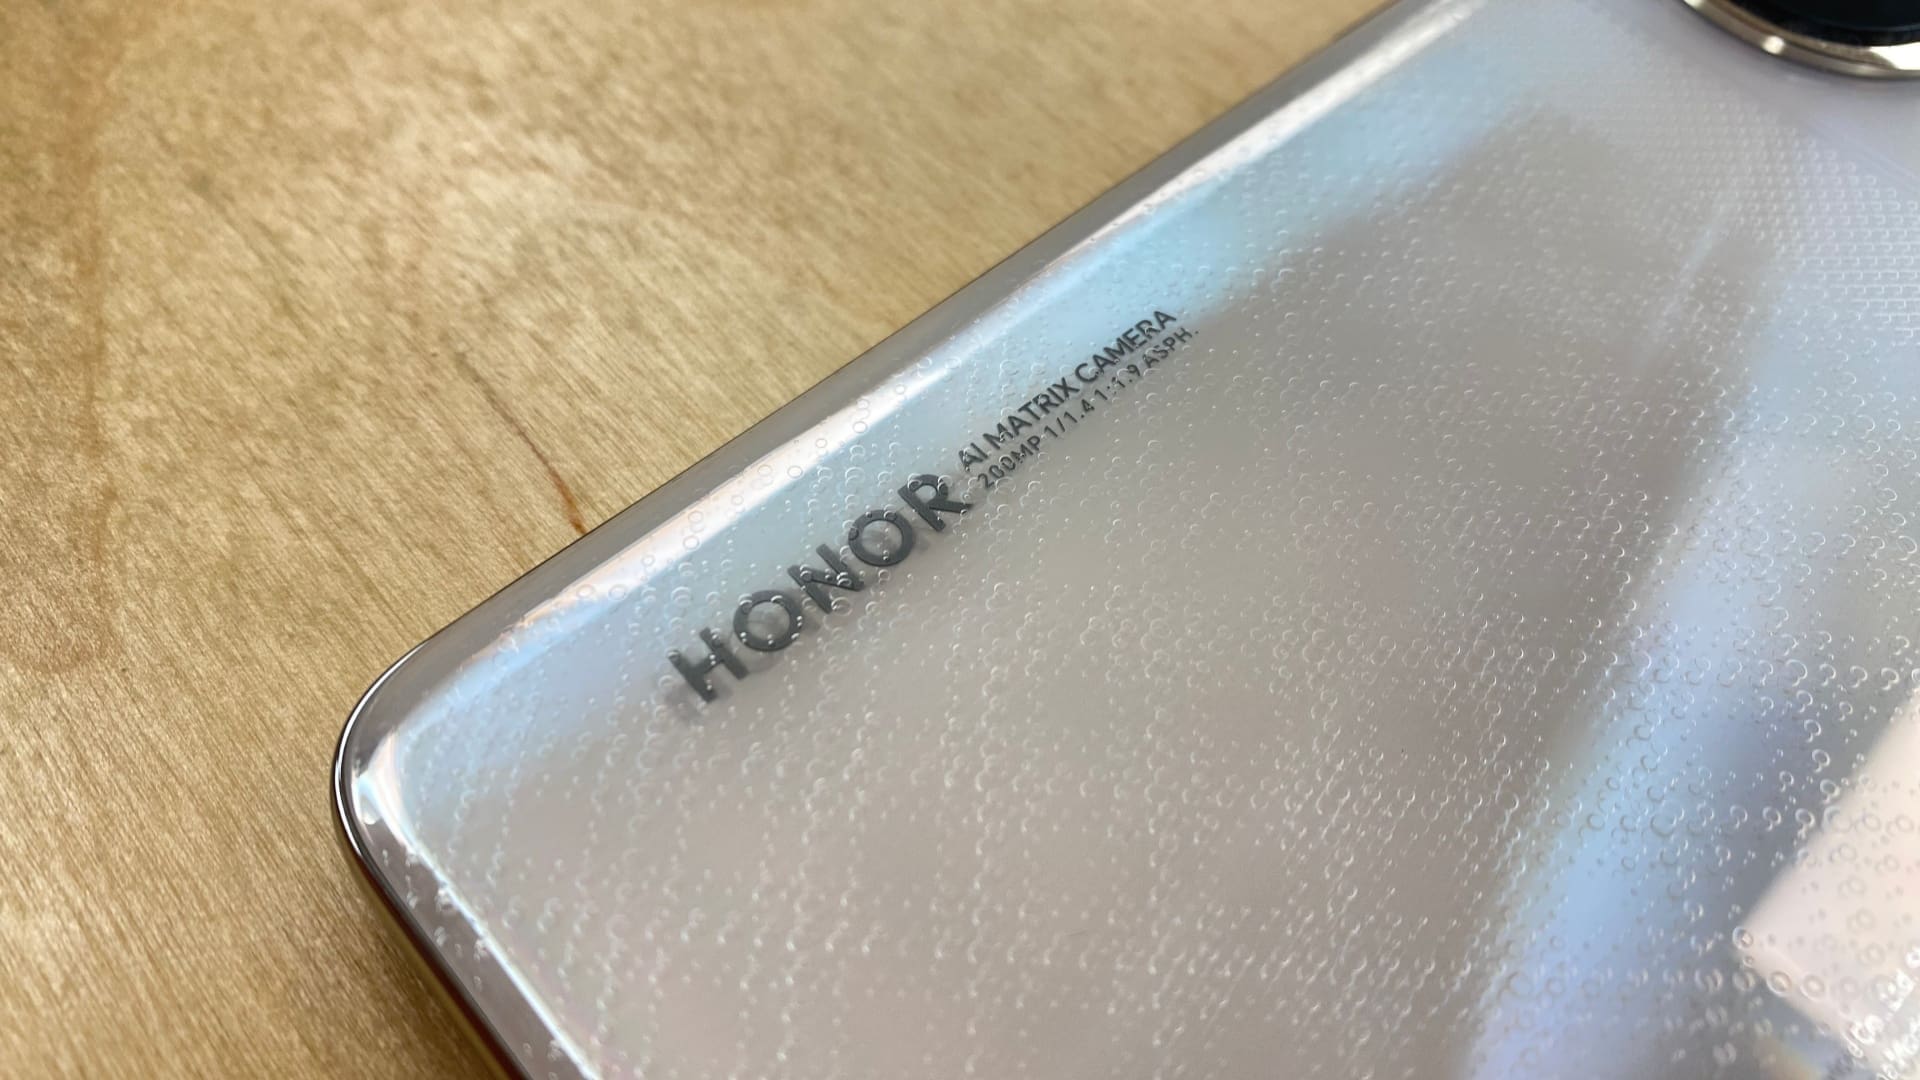 HONOR
AI MATRIX CAMERA
200MP 1/1.4 1:1.9 ASPH.